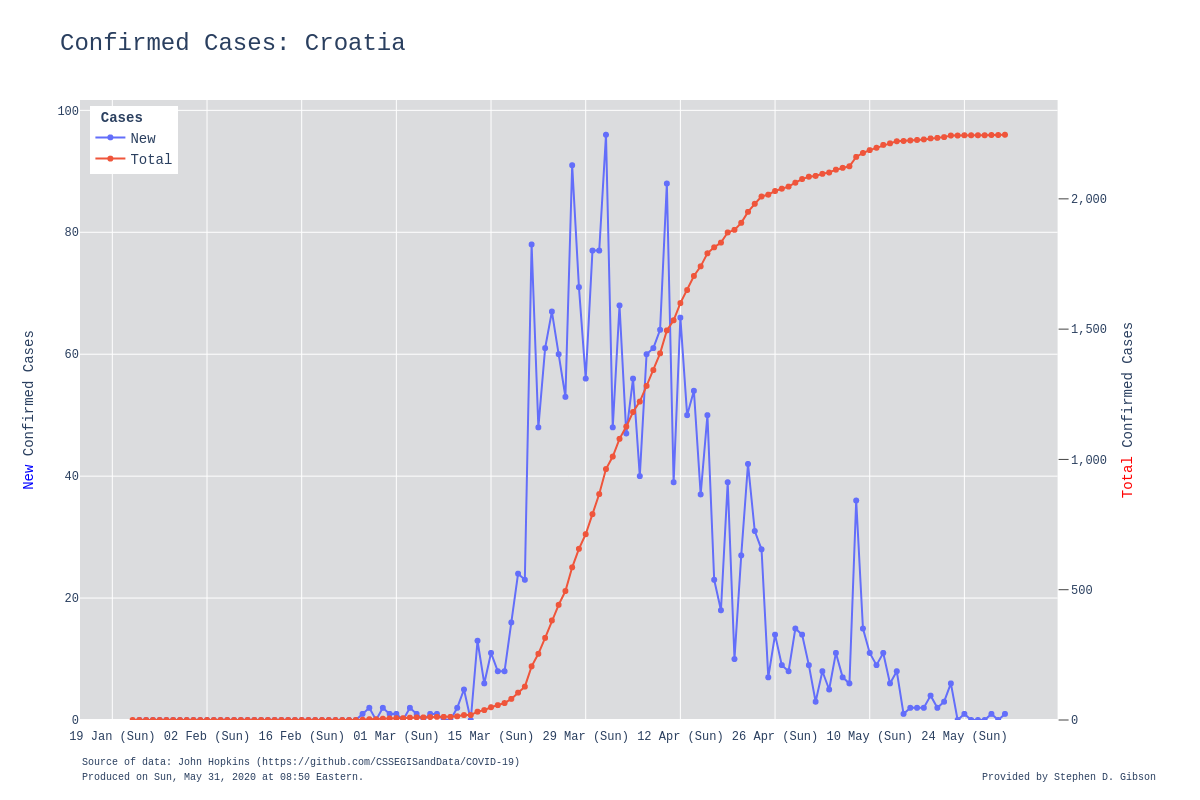 Confirmed Cases: Croatia
Cases
New
Total
100
80
60
40
20
0
2,000
1,500
1,000
500
0
New Confirmed Cases
Total Confirmed Cases
19 Jan (Sun) 02 Feb (Sun) 16 Feb (Sun) 01 Mar (Sun) 15 Mar (Sun) 29 Mar (Sun) 12 Apr (Sun) 26 Apr (Sun) 10 May (Sun) 24 May (Sun)
Source of data: John Hopkins (https://github.com/CSSEGISandData/COVID-19)
Produced on Sun, May 31, 2020 at 08:50 Eastern.
Provided by Stephen D. Gibson